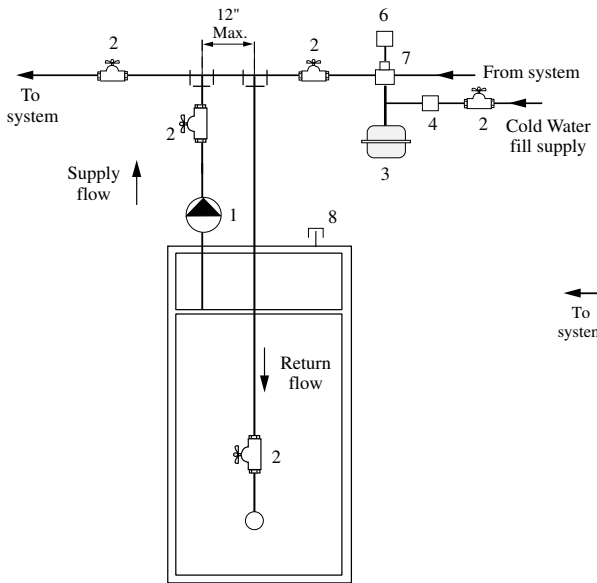 12"
Max.
6
2
2
7
From system
To
system
2
4
2
Cold Water
fill supply
3
Supply
flow
1
8
To
system
Return
flow
2